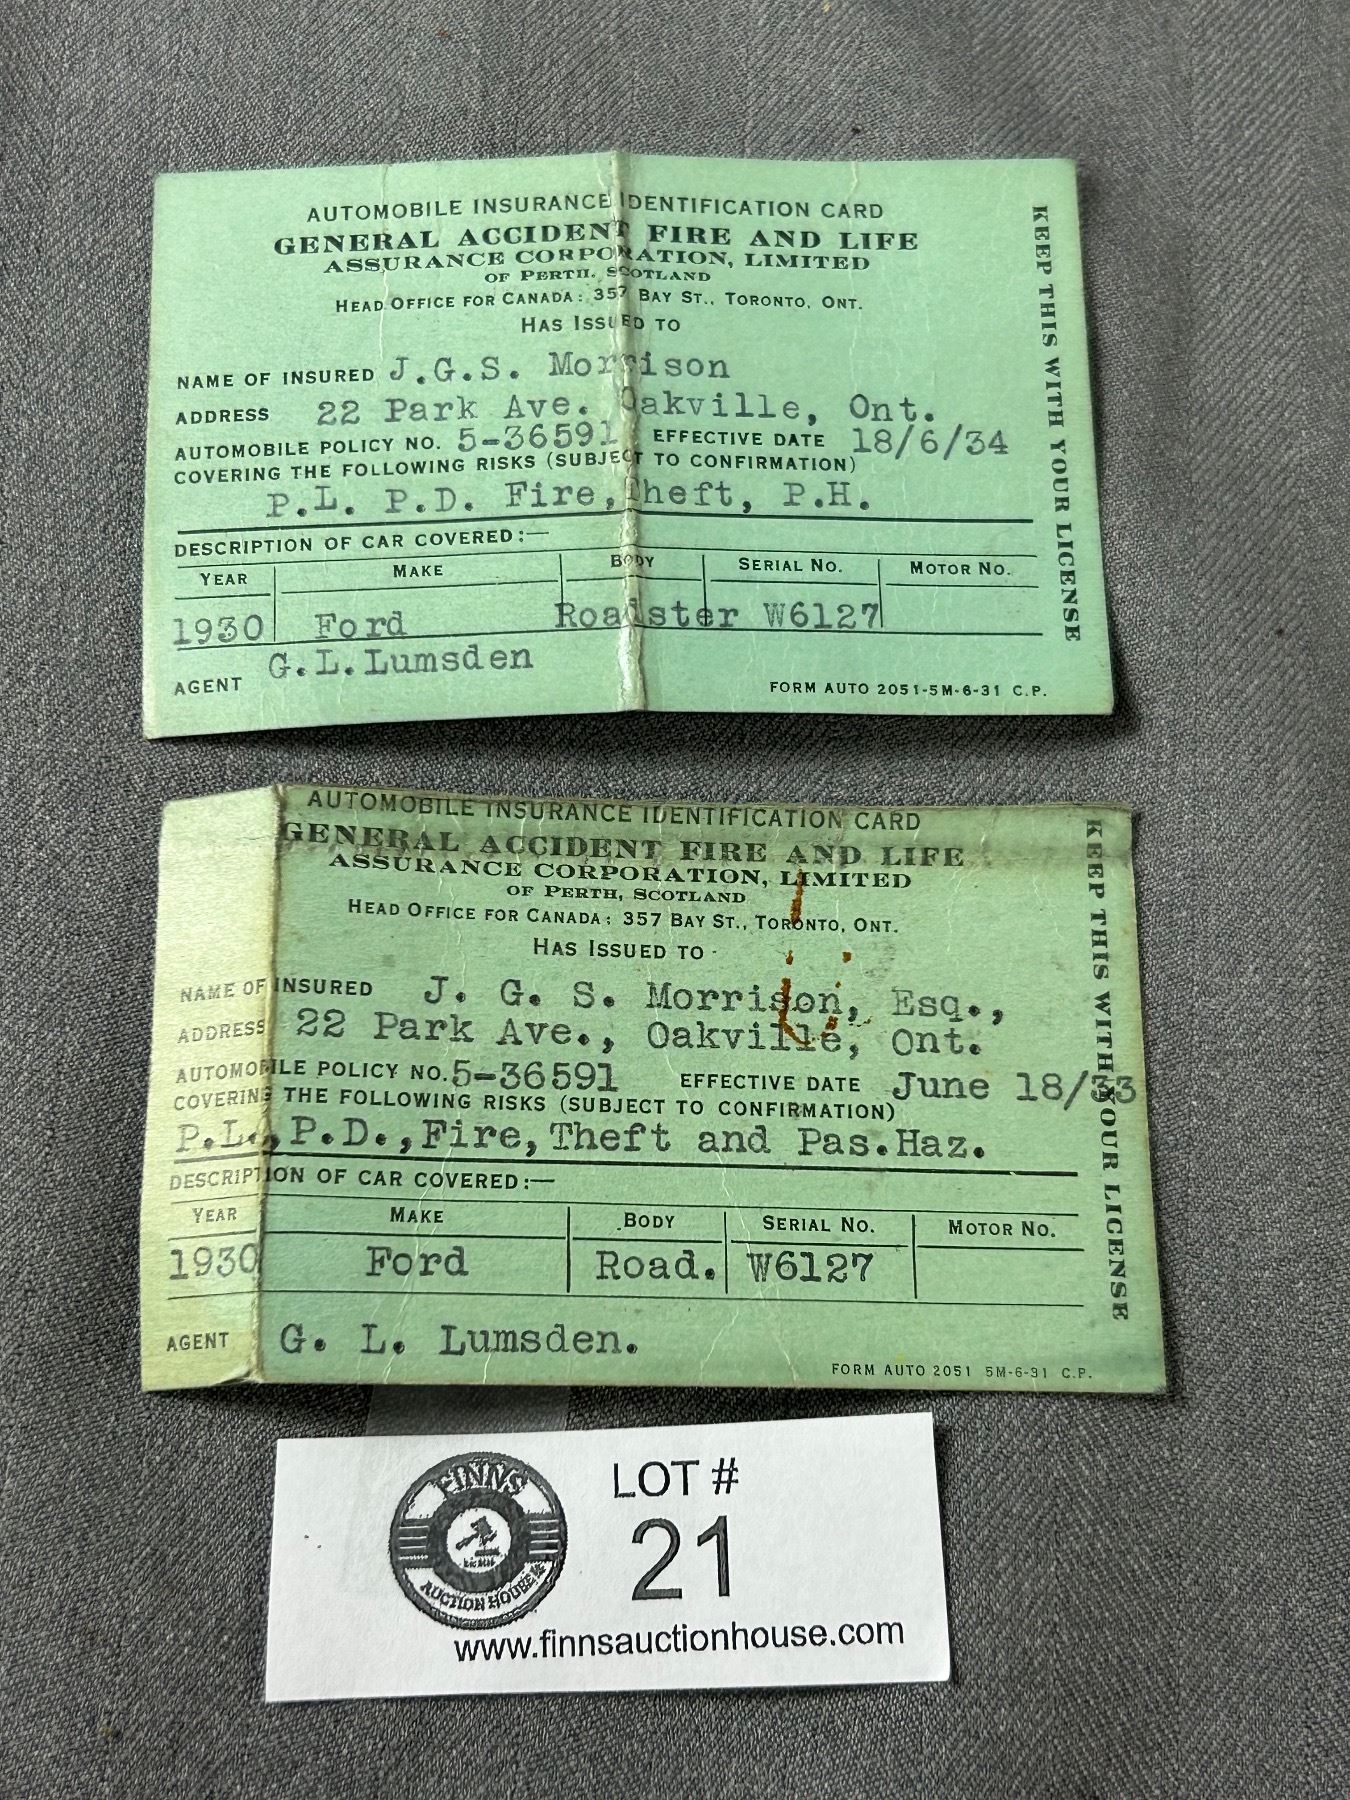 AUTOMOBILE INSURANCE IDENTIFICATION CARD
GENERAL ACCIDENT FIRE AND LIFE
ASSURANCE CORPORATION, LIMITED
OF PERTH, SCOTLAND
HEAD OFFICE FOR CANADA: 357 BAY ST., TORONTO, ONT.
HAS ISSUED TO
NAME OF INSURED J.G.S. Morrison
ADDRESS 22 Park Ave. Oakville, Ont.
AUTOMOBILE POLICY NO. 5-36591 EFFECTIVE DATE 18/6/34
COVERING THE FOLLOWING RISKS (SUBJECT TO CONFIRMATION)
P.L. P.D. Fire, Theft, P.H.
DESCRIPTION OF CAR COVERED:—
YEAR MAKE BODY SERIAL NO. MOTOR NO.
1930 Ford Roadster W6127
AGENT G.L.Lumsden
FORM AUTO 2051-5M-6-31 C.P.
KEEP THIS WITH YOUR LICENSE
AUTOMOBILE INSURANCE IDENTIFICATION CARD
GENERAL ACCIDENT FIRE AND LIFE
ASSURANCE CORPORATION, LIMITED
OF PERTH, SCOTLAND
HEAD OFFICE FOR CANADA: 357 BAY ST., TORONTO, ONT.
HAS ISSUED TO
NAME OF INSURED J. G. S. Morrison, Esq.,
ADDRESS 22 Park Ave., Oakville, Ont.
AUTOMOBILE POLICY NO. 5-36591 EFFECTIVE DATE June 18/33
COVERING THE FOLLOWING RISKS (SUBJECT TO CONFIRMATION)
P.L., P.D., Fire, Theft and Pas.Haz.
DESCRIPTION OF CAR COVERED:—
YEAR MAKE BODY SERIAL NO. MOTOR NO.
1930 Ford Road. W6127
AGENT G. L. Lumsden.
FORM AUTO 2051 5M-6-31 C.P.
KEEP THIS WITH YOUR LICENSE
FINNS
AUCTION HOUSE
LOT #
21
www.finnsauctionhouse.com